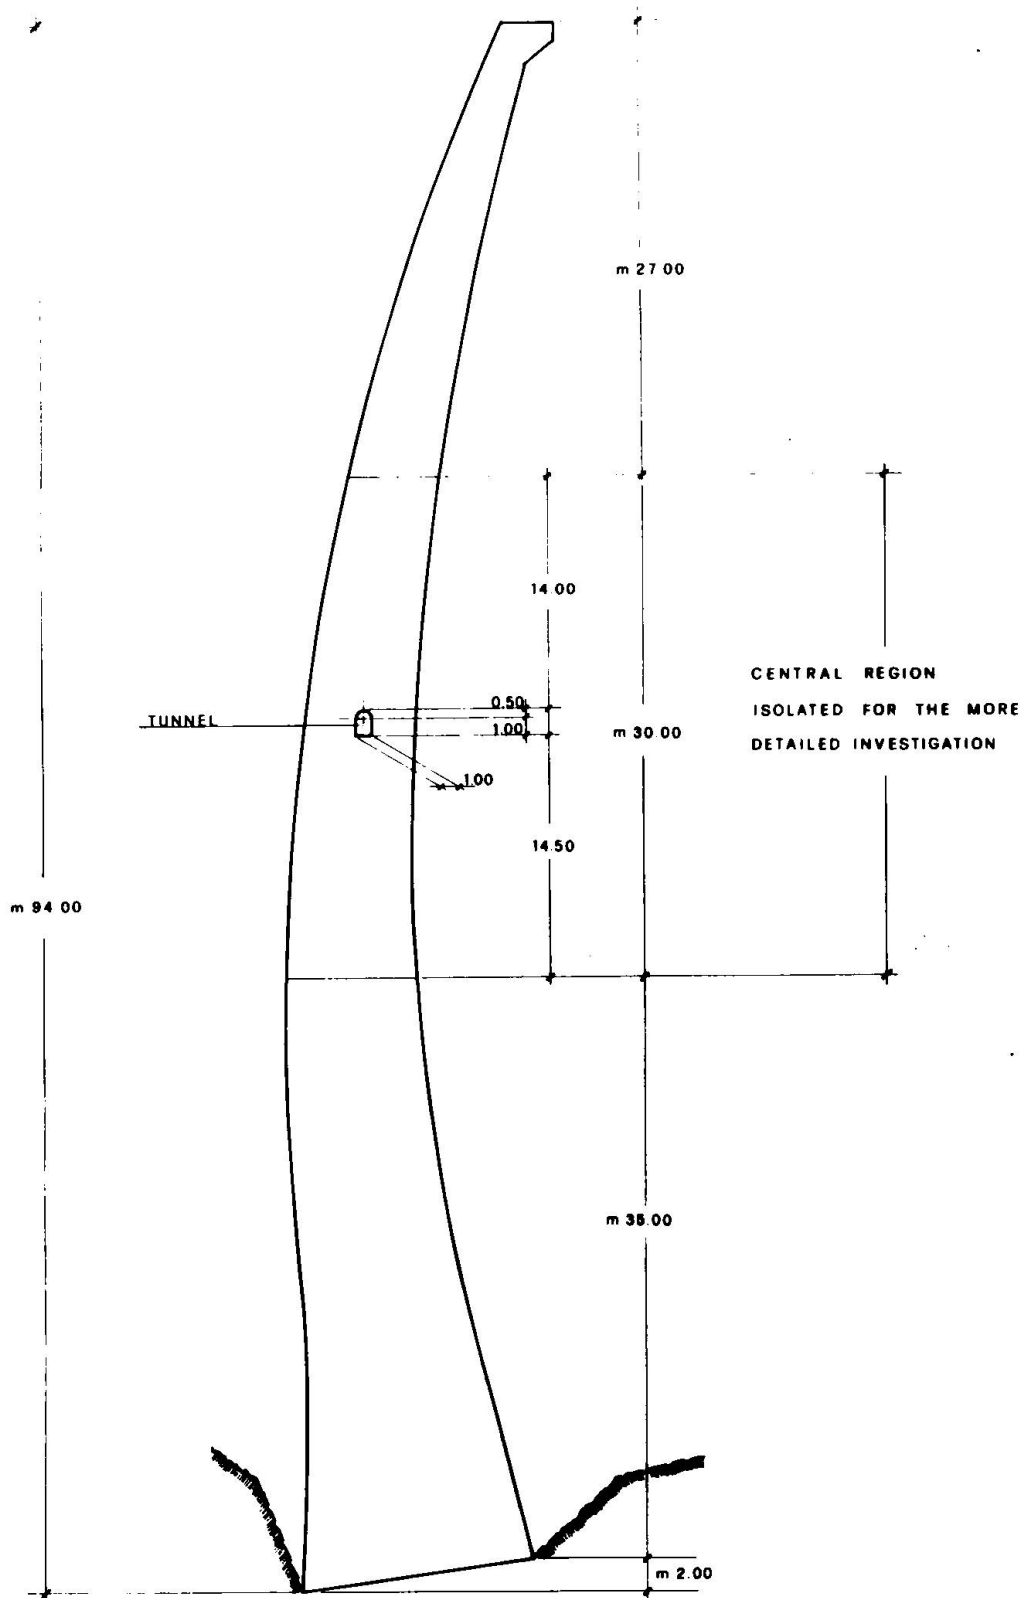 m 27 00
14.00
CENTRAL REGION
ISOLATED FOR THE MORE
DETAILED INVESTIGATION
0.50
TUNNEL
1.00
m 30.00
1.00
14.50
m 94 00
m 35.00
m 2.00